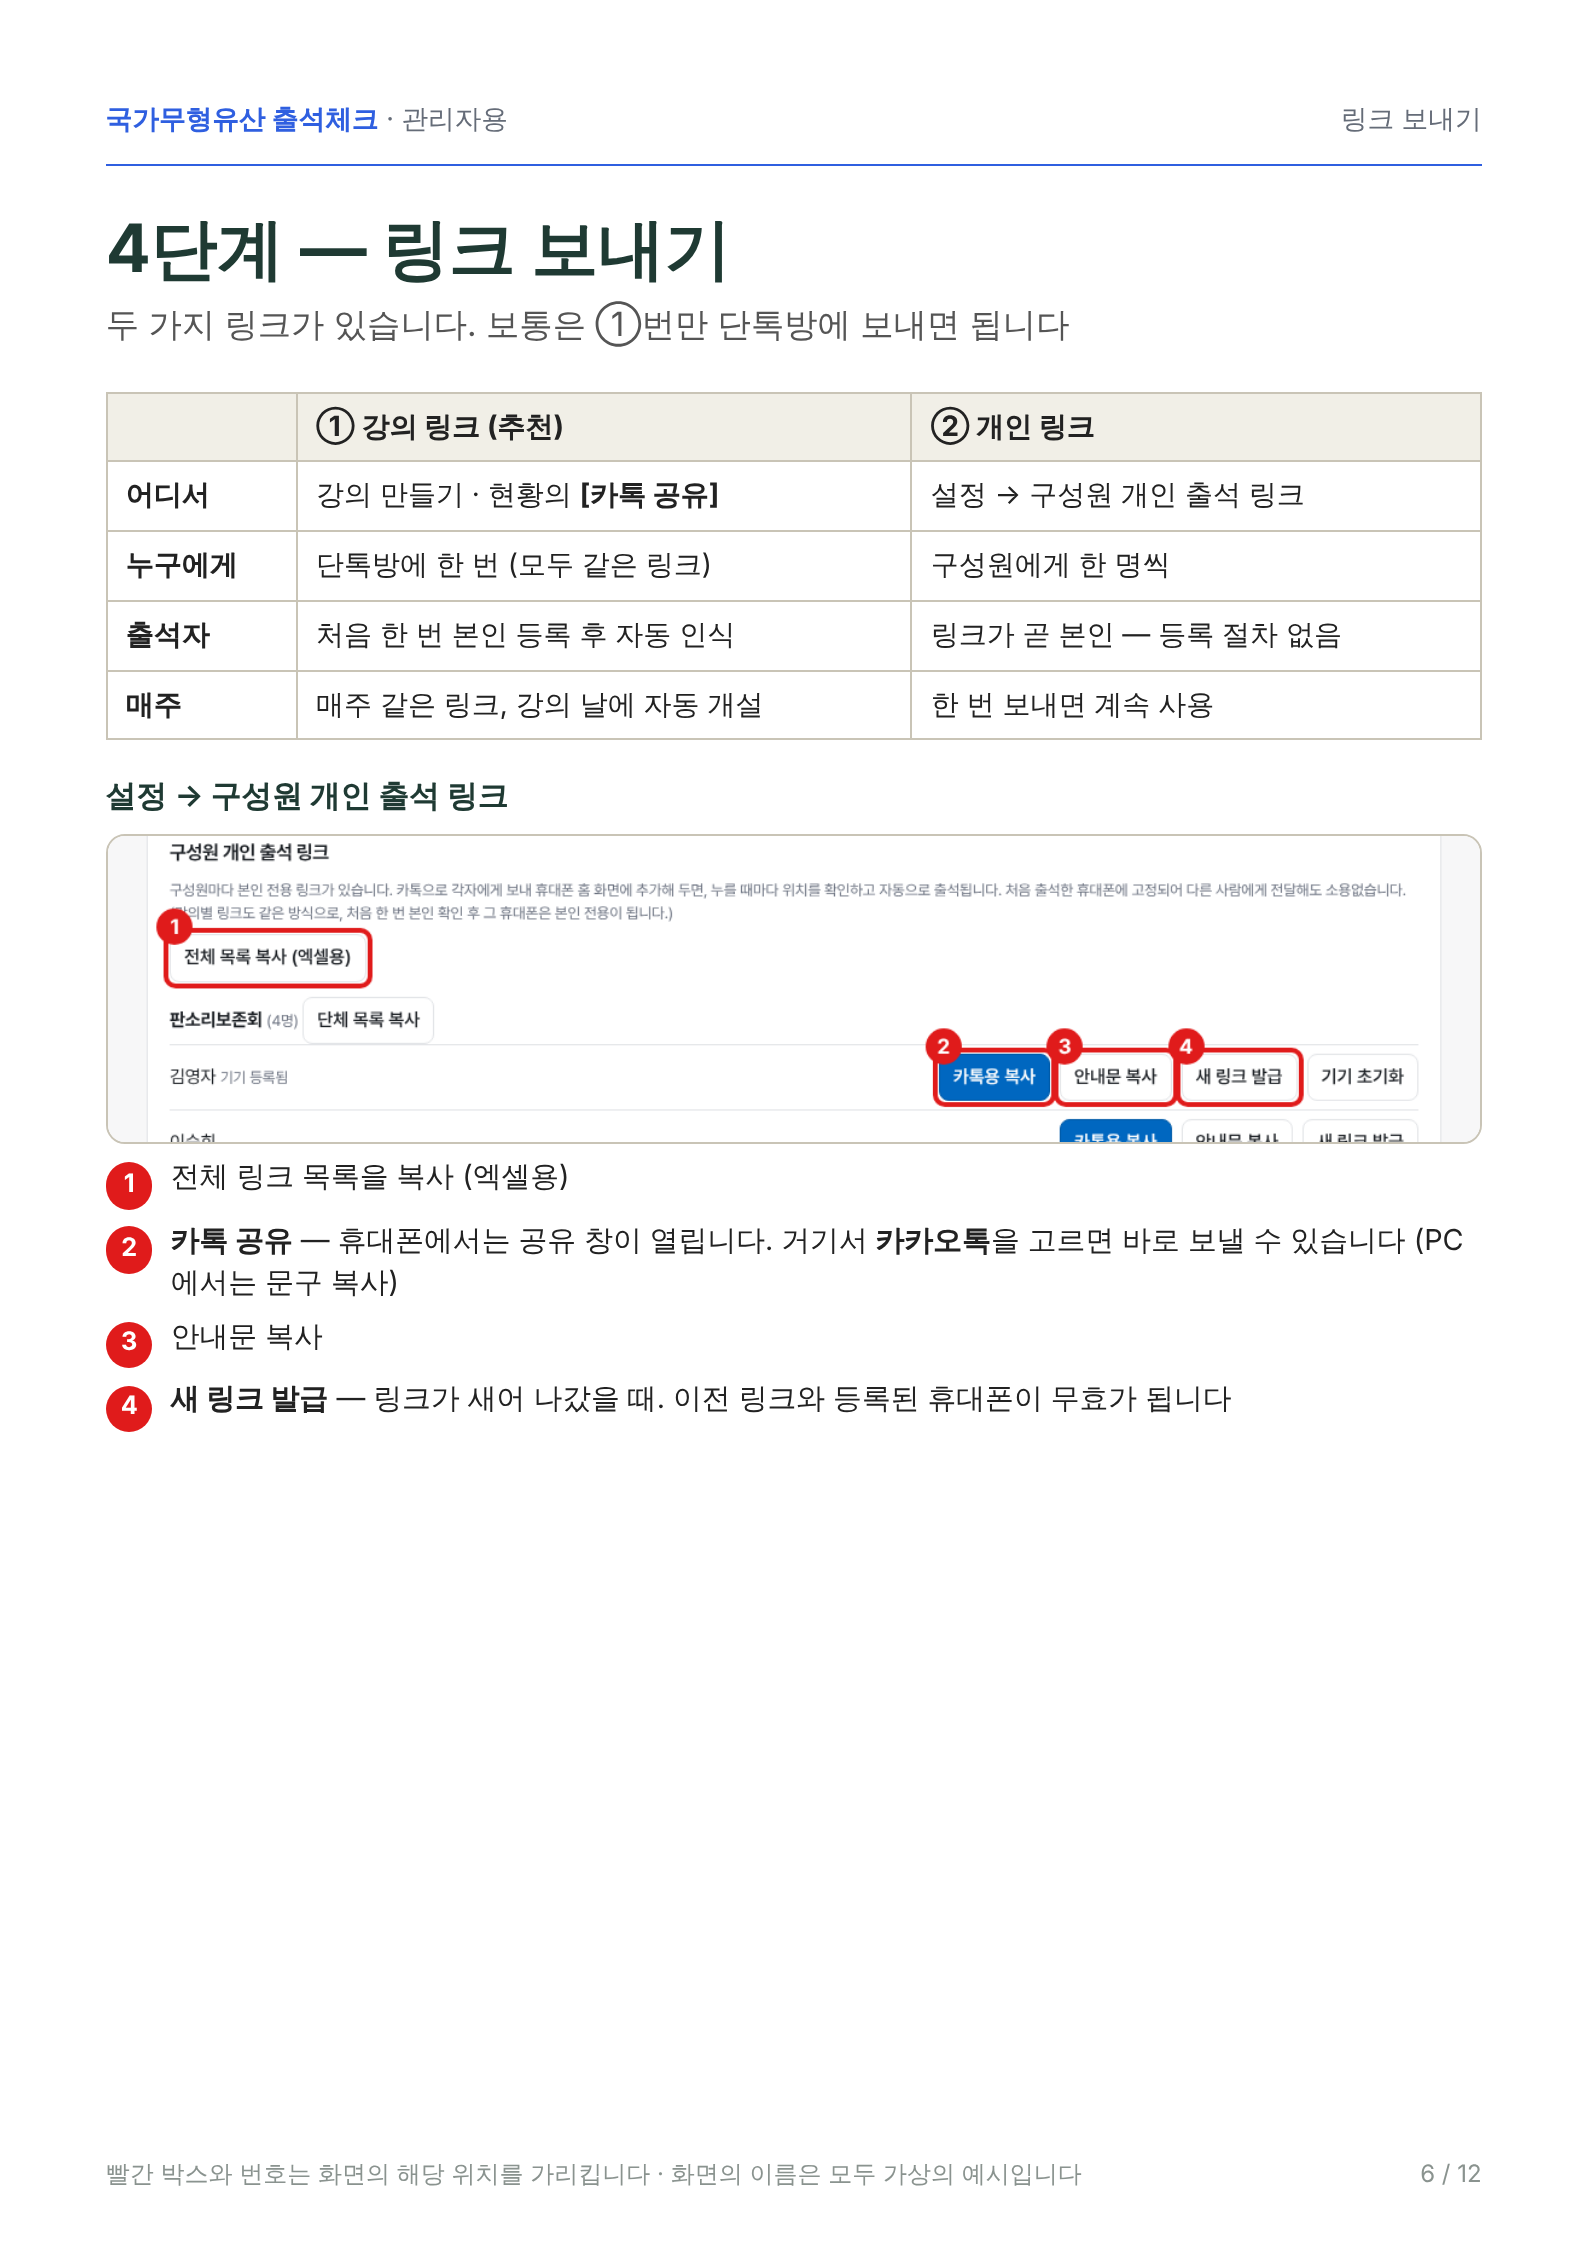 국가무형유산 출석체크 · 관리자용
링크 보내기
4단계 — 링크 보내기
두 가지 링크가 있습니다. 보통은 ①번만 단톡방에 보내면 됩니다
① 강의 링크 (추천)
② 개인 링크
어디서
강의 만들기 · 현황의 [카톡 공유]
설정 → 구성원 개인 출석 링크
누구에게
단톡방에 한 번 (모두 같은 링크)
구성원에게 한 명씩
출석자
처음 한 번 본인 등록 후 자동 인식
링크가 곧 본인 — 등록 절차 없음
매주
매주 같은 링크, 강의 날에 자동 개설
한 번 보내면 계속 사용
설정 → 구성원 개인 출석 링크
구성원 개인 출석 링크
구성원마다 본인 전용 링크가 있습니다. 카톡으로 각자에게 보내 휴대폰 홈 화면에 추가해 두면, 누를 때마다 위치를 확인하고 자동으로 출석됩니다. 처음 출석한 휴대폰에 고정되어 다른 사람에게 전달해도 소용없습니다.
링크도 같은 방식으로, 처음 한 번 본인 확인 후 그 휴대폰은 본인 전용이 됩니다.)
1
전체 목록 복사 (엑셀용)
판소리보존회 (4명)
단체 목록 복사
2
3
4
김영자 기기 등록됨
카톡용 복사
안내문 복사
새 링크 발급
기기 초기화
카톡용 복사
안내문 복사
새 링크 발급
1 전체 링크 목록을 복사 (엑셀용)
2 카톡 공유 — 휴대폰에서는 공유 창이 열립니다. 거기서 카카오톡을 고르면 바로 보낼 수 있습니다 (PC
에서는 문구 복사)
3 안내문 복사
4 새 링크 발급 — 링크가 새어 나갔을 때. 이전 링크와 등록된 휴대폰이 무효가 됩니다
빨간 박스와 번호는 화면의 해당 위치를 가리킵니다 · 화면의 이름은 모두 가상의 예시입니다
6 / 12